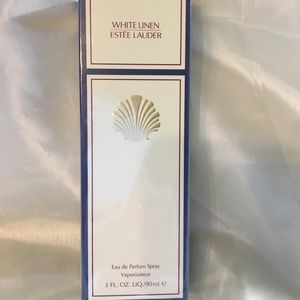 WHITE LINEN
ESTĒE LAUDER
Eau de Parfum Spray
Vaporisateur
3 FL. OZ. LIQ./90ml ℮